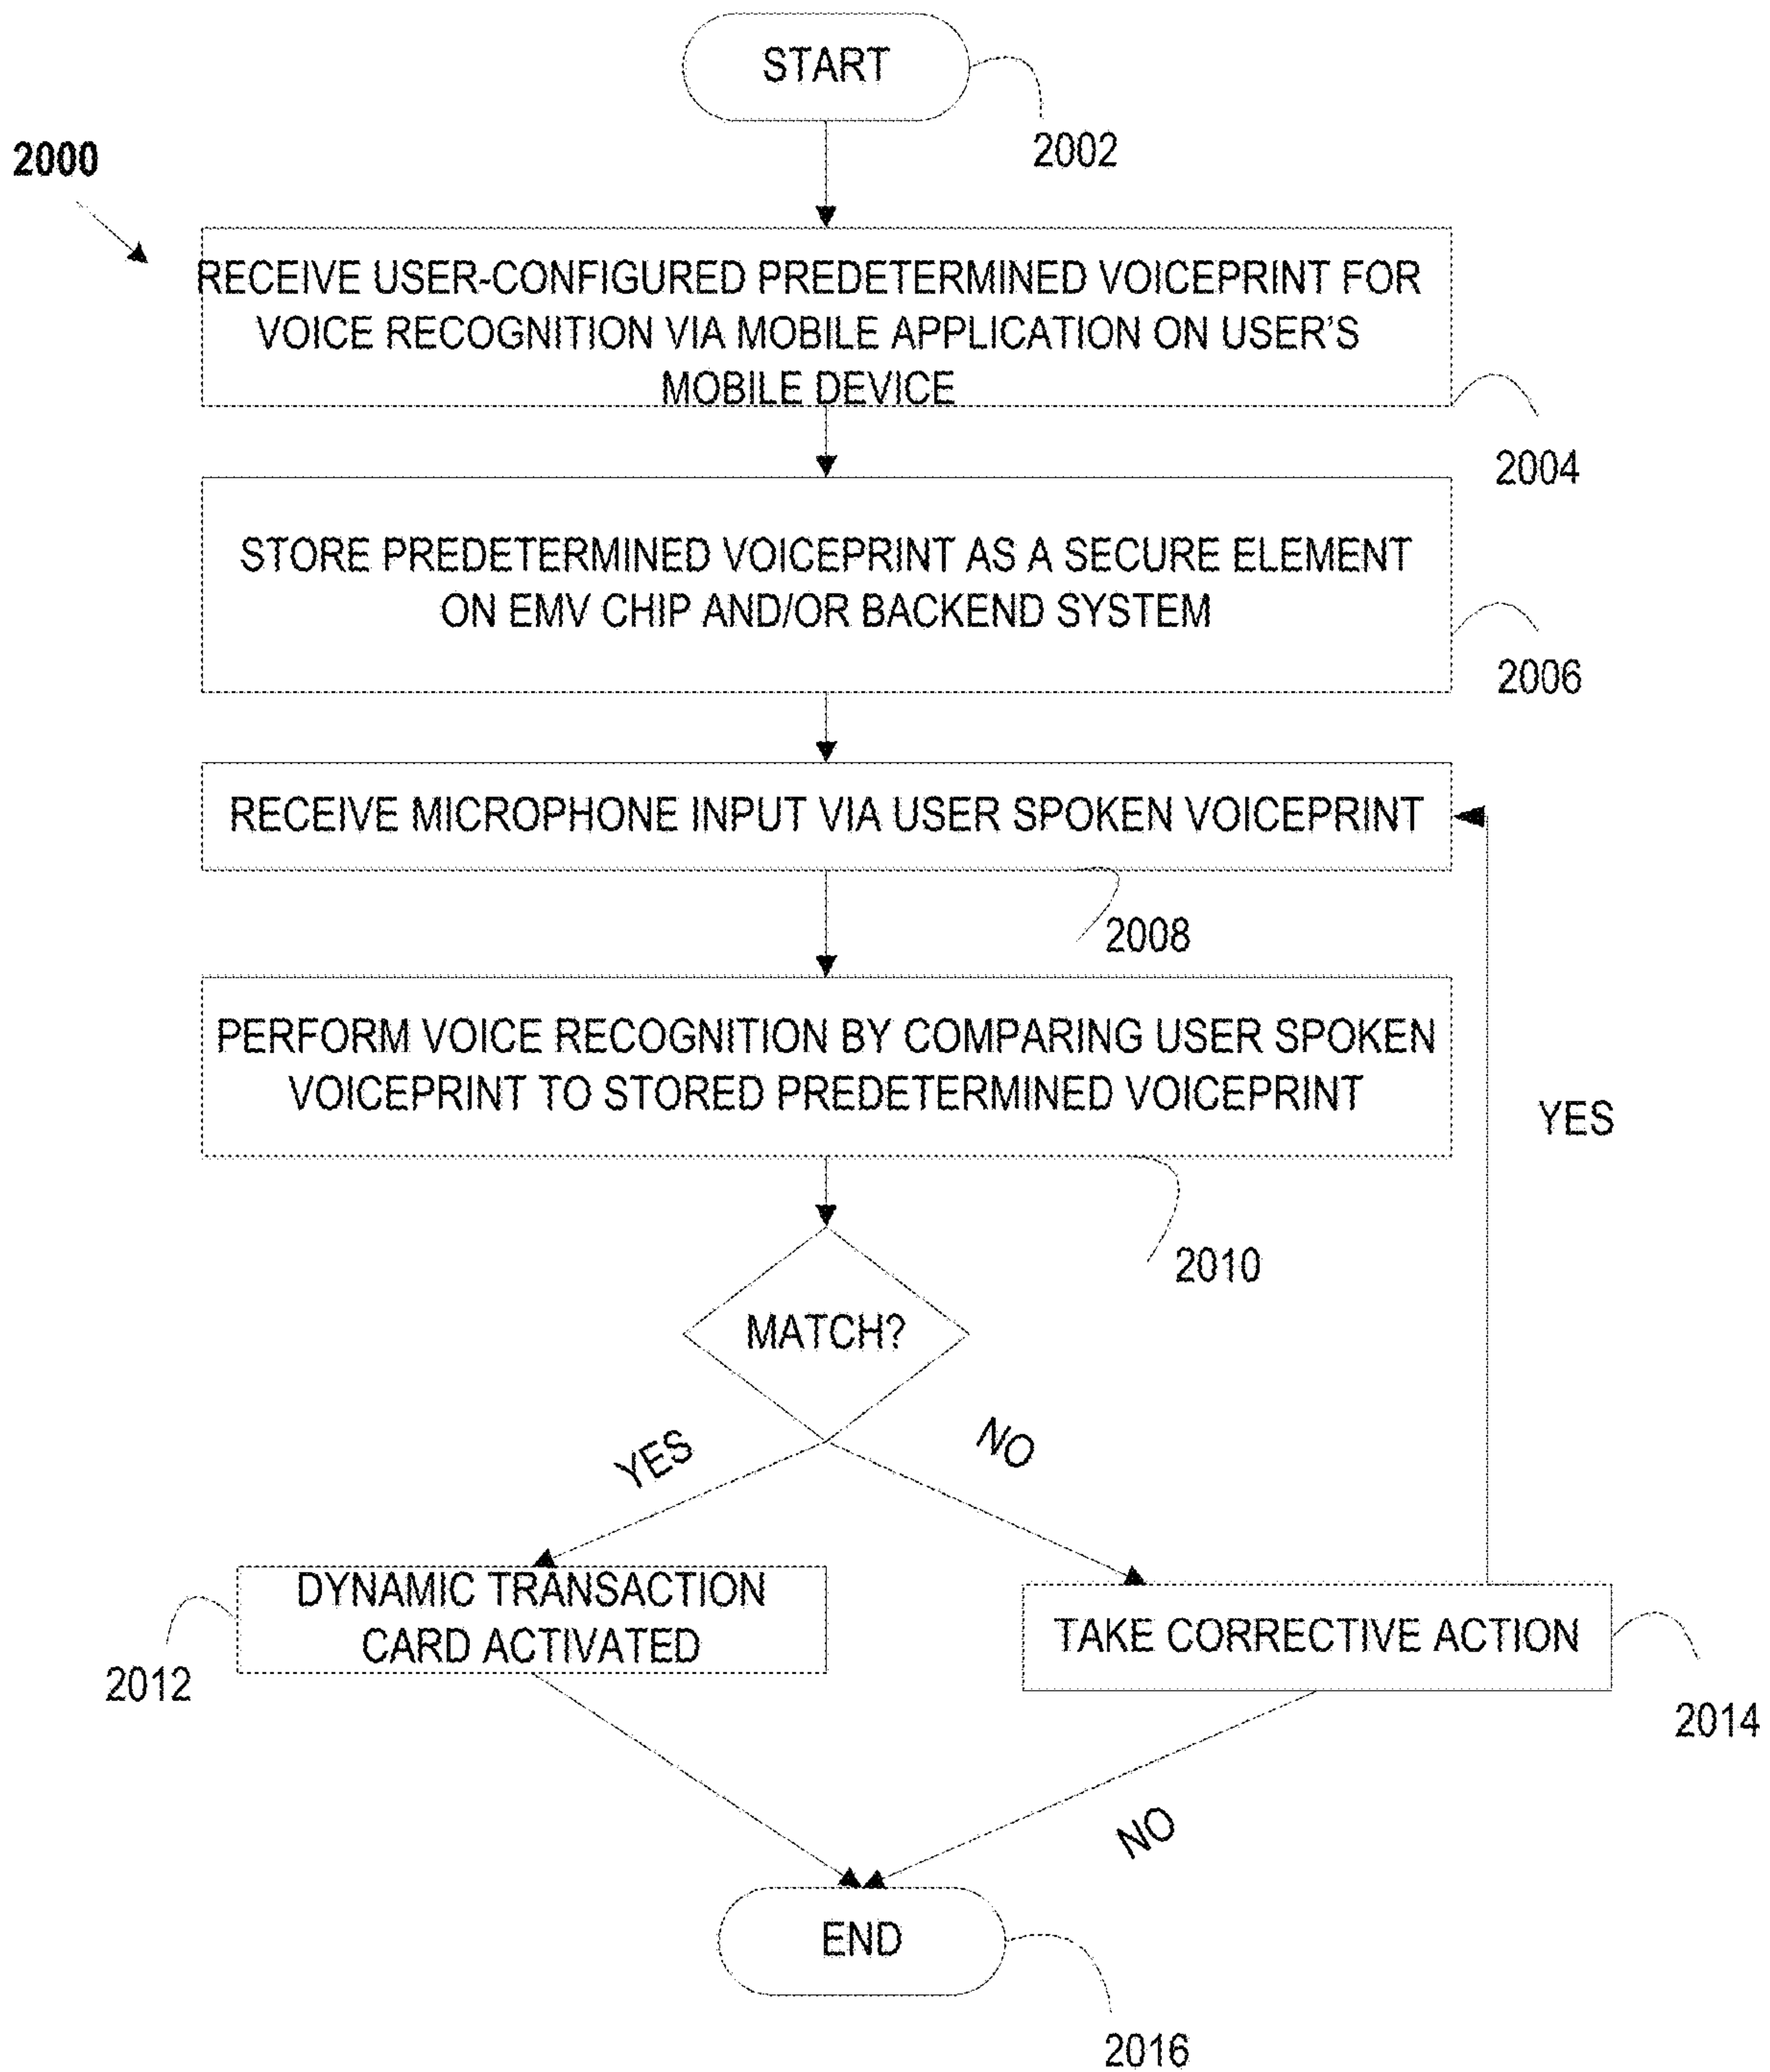 START
2002
2000
RECEIVE USER-CONFIGURED PREDETERMINED VOICEPRINT FOR
VOICE RECOGNITION VIA MOBILE APPLICATION ON USER'S
MOBILE DEVICE
2004
STORE PREDETERMINED VOICEPRINT AS A SECURE ELEMENT
ON EMV CHIP AND/OR BACKEND SYSTEM
2006
RECEIVE MICROPHONE INPUT VIA USER SPOKEN VOICEPRINT
2008
PERFORM VOICE RECOGNITION BY COMPARING USER SPOKEN
VOICEPRINT TO STORED PREDETERMINED VOICEPRINT
YES
2010
MATCH?
YES
NO
DYNAMIC TRANSACTION
CARD ACTIVATED
2012
TAKE CORRECTIVE ACTION
2014
NO
END
2016